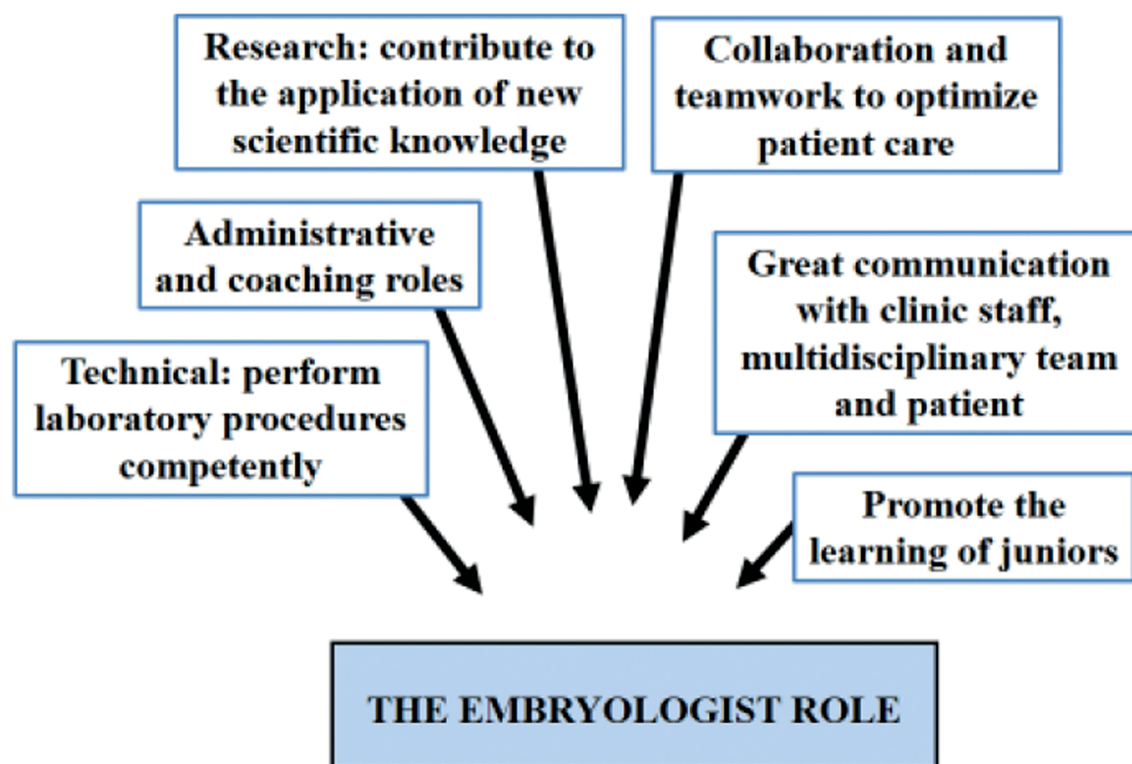 Research: contribute to
the application of new
scientific knowledge
Collaboration and
teamwork to optimize
patient care
Administrative
and coaching roles
Great communication
with clinic staff,
multidisciplinary team
and patient
Technical: perform
laboratory procedures
competently
Promote the
learning of juniors
THE EMBRYOLOGIST ROLE